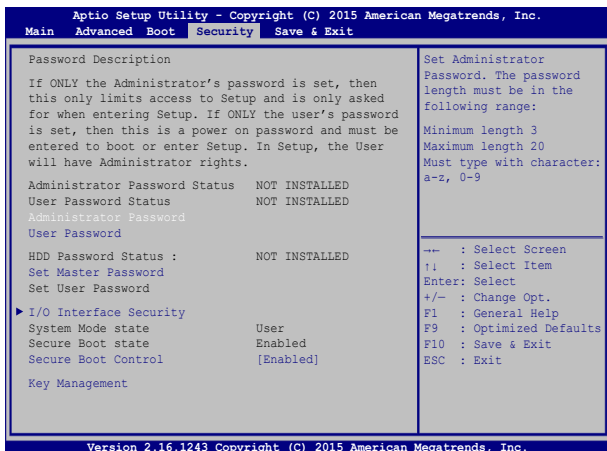 Aptio Setup Utility - Copyright (C) 2015 American Megatrends, Inc.
Main Advanced Boot Security Save & Exit
Password Description
If ONLY the Administrator's password is set, then
this only limits access to Setup and is only asked
for when entering Setup. If ONLY the user's password
is set, then this is a power on password and must be
entered to boot or enter Setup. In Setup, the User
will have Administrator rights.
Administrator Password Status NOT INSTALLED
User Password Status NOT INSTALLED
Administrator Password
User Password
HDD Password Status : NOT INSTALLED
Set Master Password
Set User Password
I/O Interface Security
System Mode state User
Secure Boot state Enabled
Secure Boot Control [Enabled]
Key Management
Set Administrator
Password. The password
length must be in the
following range:
Minimum length 3
Maximum length 20
Must type with character:
a-z, 0-9
→← : Select Screen
↑↓ : Select Item
Enter: Select
+/— : Change Opt.
F1 : General Help
F9 : Optimized Defaults
F10 : Save & Exit
ESC : Exit
Version 2.16.1243 Copyright (C) 2015 American Megatrends, Inc.